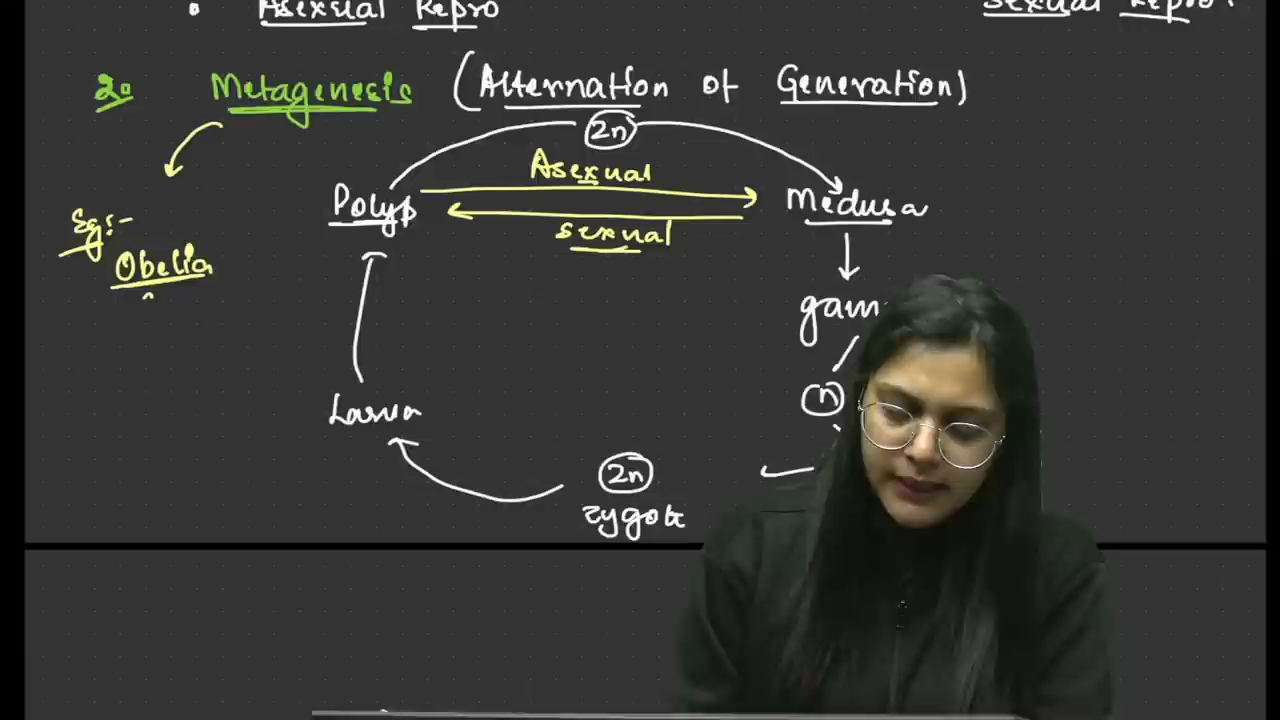 • Asexual Repro
Sexual Repro
2. Metagenesis (Alternation of Generation)
2n
Asexual
Polyp
Medusa
sexual
Eg:-
Obelia
gam
n
Larva
2n
zygote